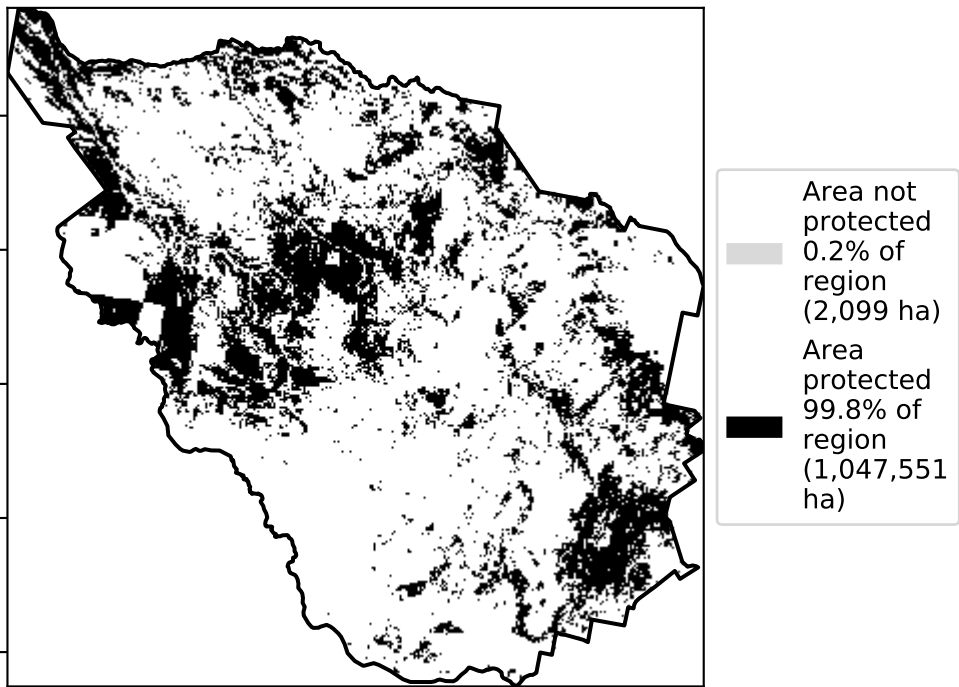 Area not
protected
0.2% of
region
(2,099 ha)
Area
protected
99.8% of
region
(1,047,551
ha)